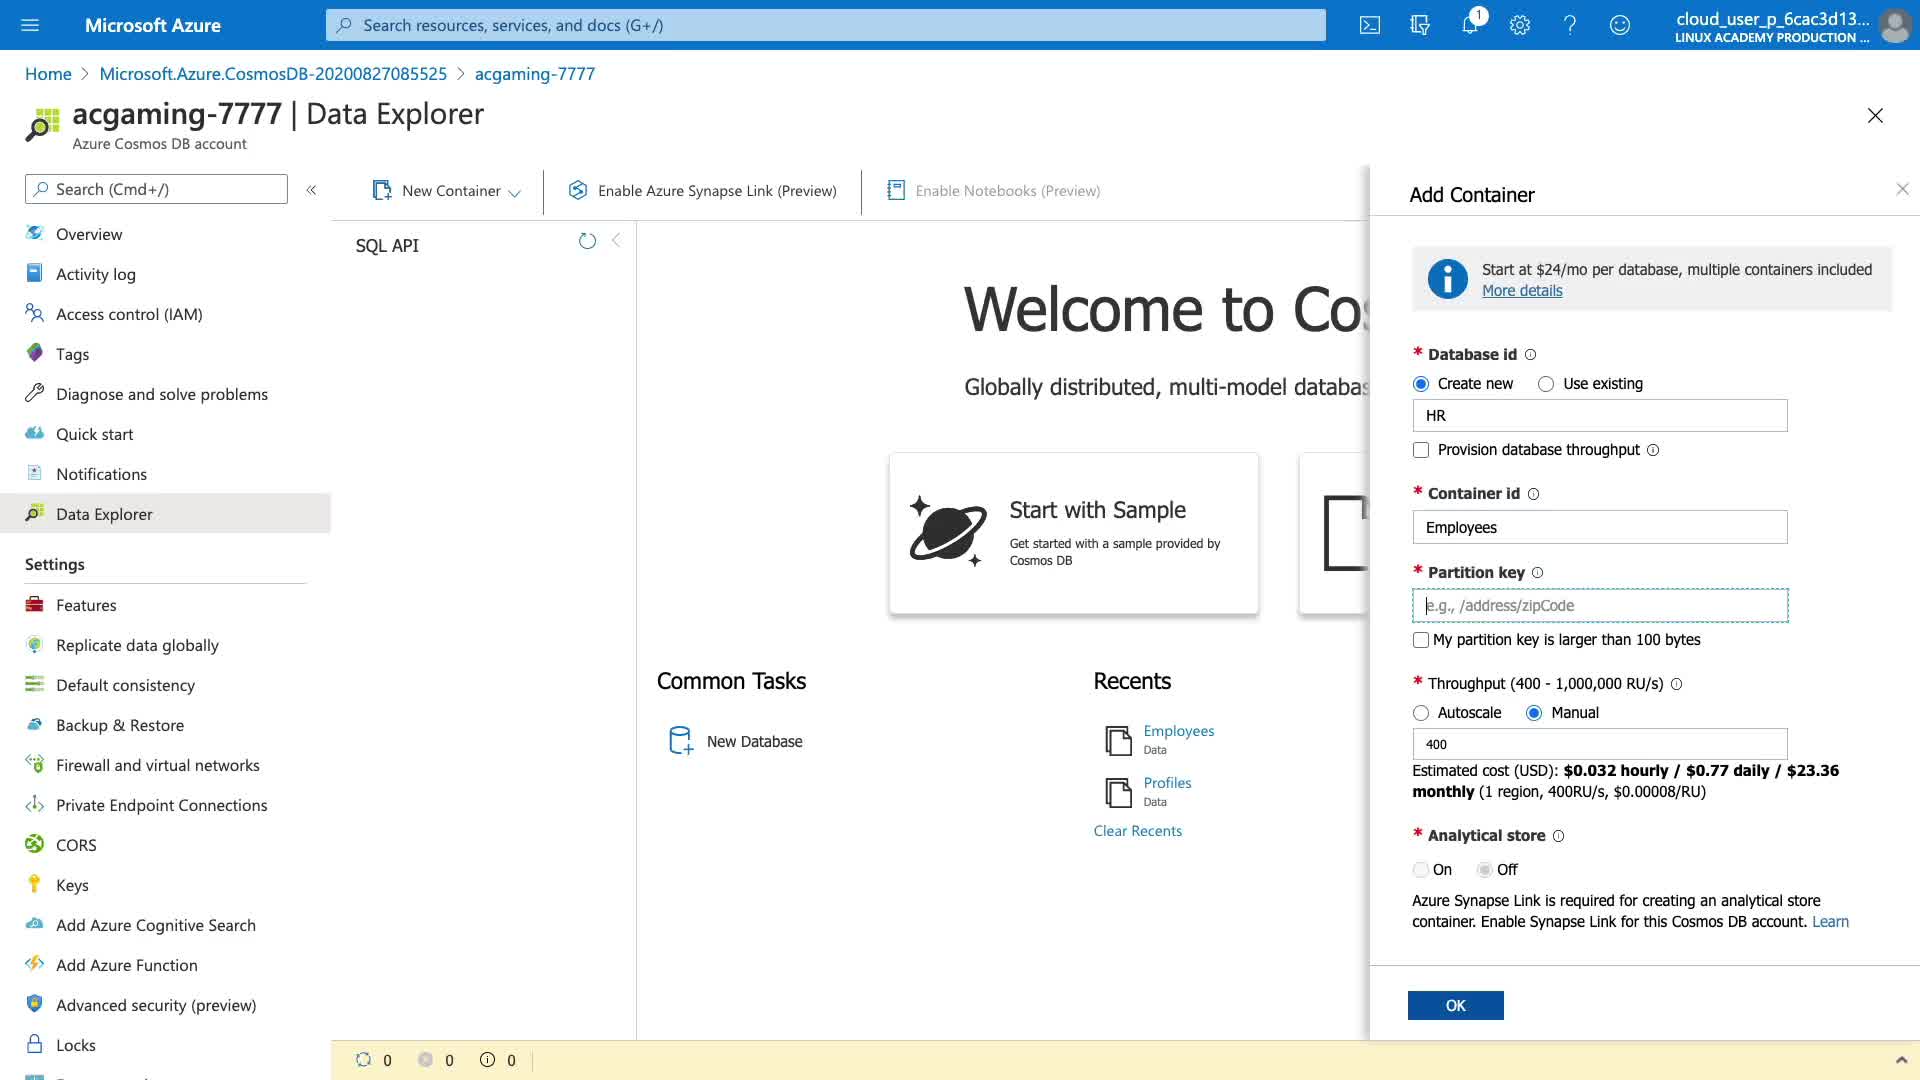 Microsoft Azure
Search resources, services, and docs (G+/)
1
cloud_user_p_6cac3d13...
LINUX ACADEMY PRODUCTION ...
Home > Microsoft.Azure.CosmosDB-20200827085525 > acgaming-7777
acgaming-7777 | Data Explorer
Azure Cosmos DB account
Search (Cmd+/)
Overview
Activity log
Access control (IAM)
Tags
Diagnose and solve problems
Quick start
Notifications
Data Explorer
Settings
Features
Replicate data globally
Default consistency
Backup & Restore
Firewall and virtual networks
Private Endpoint Connections
CORS
Keys
Add Azure Cognitive Search
Add Azure Function
Advanced security (preview)
Locks
New Container
Enable Azure Synapse Link (Preview)
Enable Notebooks (Preview)
SQL API
Welcome to Cos
Globally distributed, multi-model databas
Start with Sample
Get started with a sample provided by
Cosmos DB
Common Tasks
New Database
Recents
Employees
Data
Profiles
Data
Clear Recents
0 0 0
Add Container
Start at $24/mo per database, multiple containers included
More details
* Database id
Create new Use existing
HR
Provision database throughput
* Container id
Employees
* Partition key
e.g., /address/zipCode
My partition key is larger than 100 bytes
* Throughput (400 - 1,000,000 RU/s)
Autoscale Manual
400
Estimated cost (USD): $0.032 hourly / $0.77 daily / $23.36
monthly (1 region, 400RU/s, $0.00008/RU)
* Analytical store
On Off
Azure Synapse Link is required for creating an analytical store
container. Enable Synapse Link for this Cosmos DB account. Learn
OK